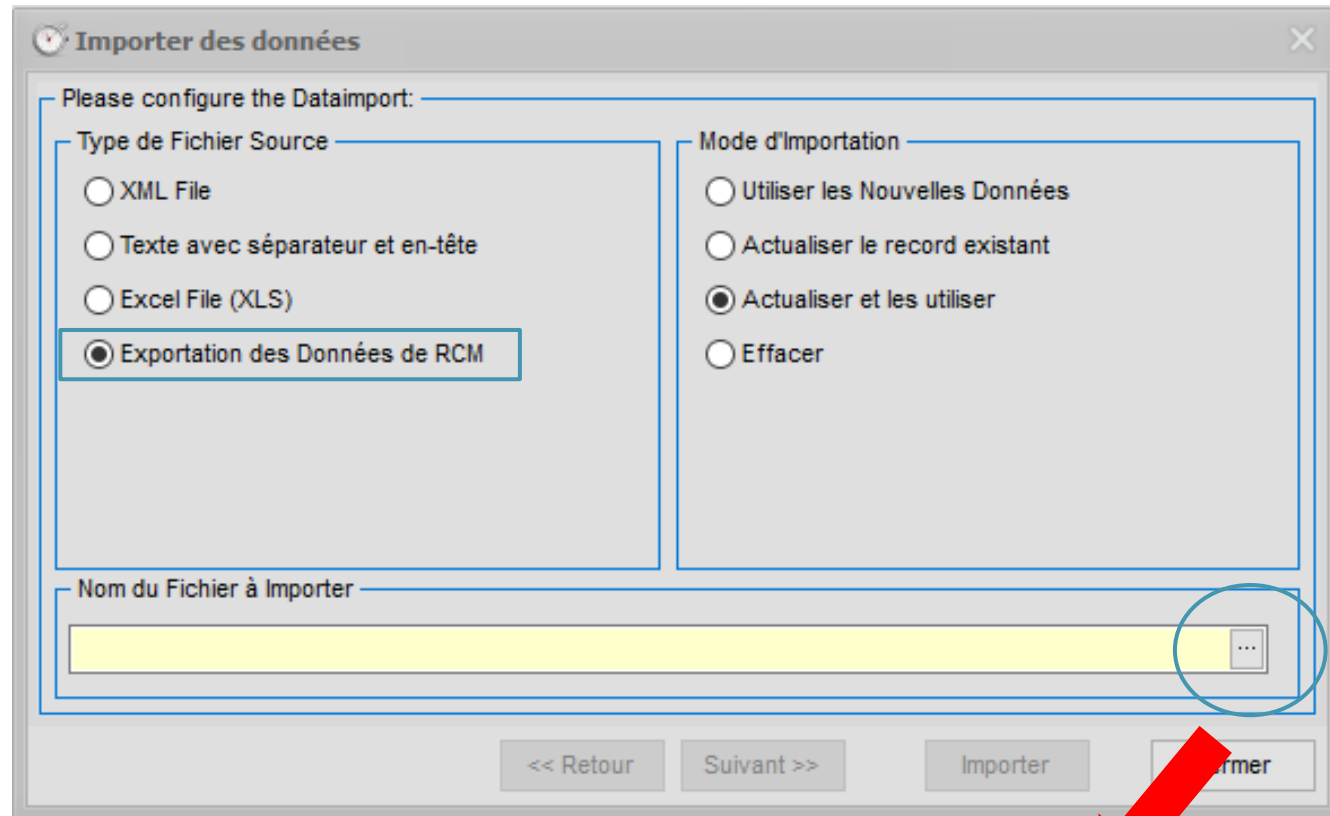 Importer des données
Please configure the Dataimport:
Type de Fichier Source
XML File
Texte avec séparateur et en-tête
Excel File (XLS)
Exportation des Données de RCM
Mode d'Importation
Utiliser les Nouvelles Données
Actualiser le record existant
Actualiser et les utiliser
Effacer
Nom du Fichier à Importer
...
<< Retour
Suivant >>
Importer